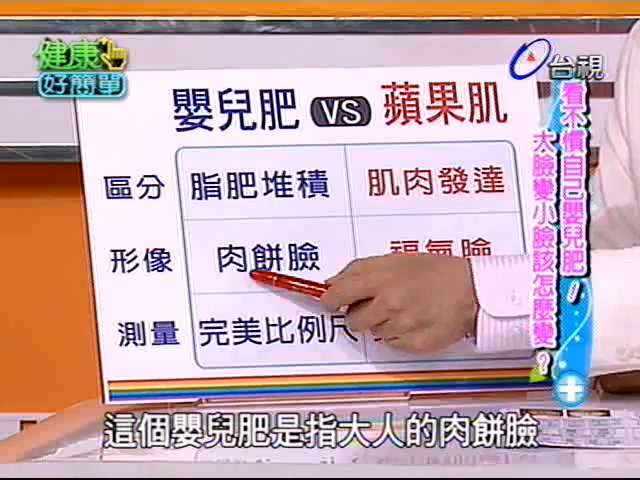 健康
好簡單
台視
嬰兒肥 VS 蘋果肌
區分 脂肥堆積 肌肉發達
形像 肉餅臉 福氣臉
測量 完美比例尺
看不慣自己嬰兒肥！
大臉變小臉該怎麼變？
這個嬰兒肥是指大人的肉餅臉